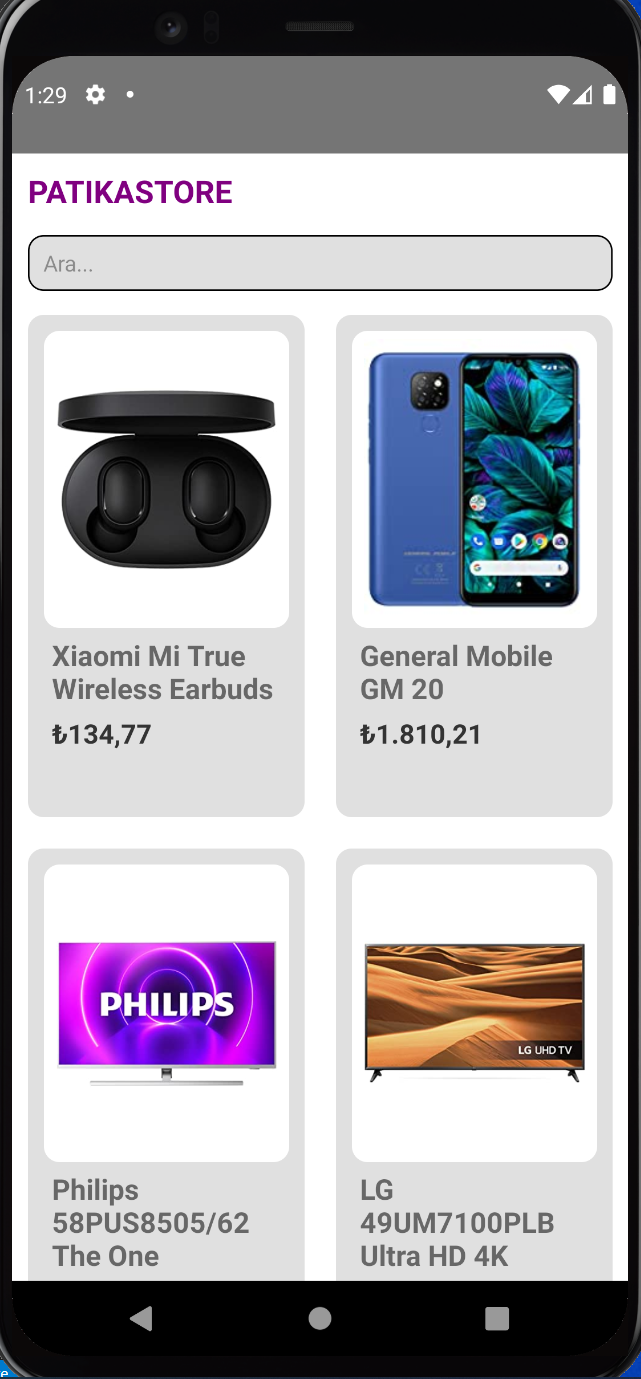 1:29
PATIKASTORE
Ara...
Xiaomi Mi True
Wireless Earbuds
₺134,77
General Mobile
GM 20
₺1.810,21
PHILIPS
LG UHD TV
Philips
58PUS8505/62
The One
LG
49UM7100PLB
Ultra HD 4K